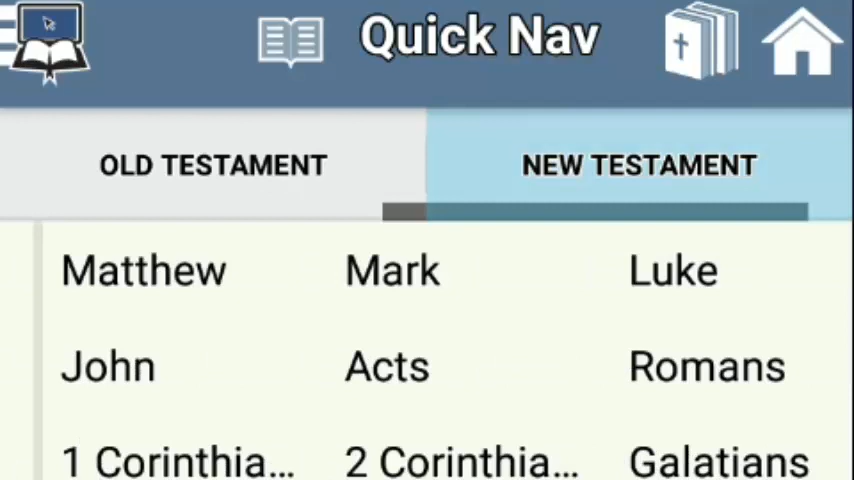 Quick Nav
OLD TESTAMENT NEW TESTAMENT
Matthew Mark Luke
John Acts Romans
1 Corinthia... 2 Corinthia... Galatians